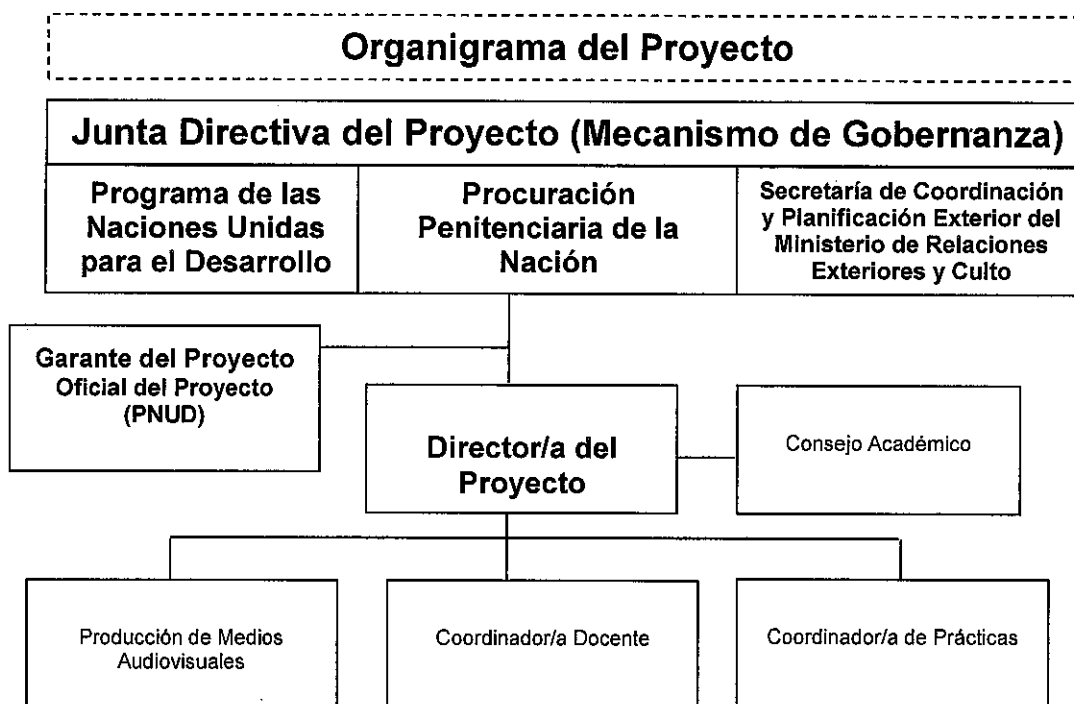 Organigrama del Proyecto
Junta Directiva del Proyecto (Mecanismo de Gobernanza)
Programa de las
Naciones Unidas
para el Desarrollo
Procuración
Penitenciaria de la
Nación
Secretaría de Coordinación
y Planificación Exterior del
Ministerio de Relaciones
Exteriores y Culto
Garante del Proyecto
Oficial del Proyecto
(PNUD)
Director/a del
Proyecto
Consejo Académico
Producción de Medios
Audiovisuales
Coordinador/a Docente
Coordinador/a de Prácticas